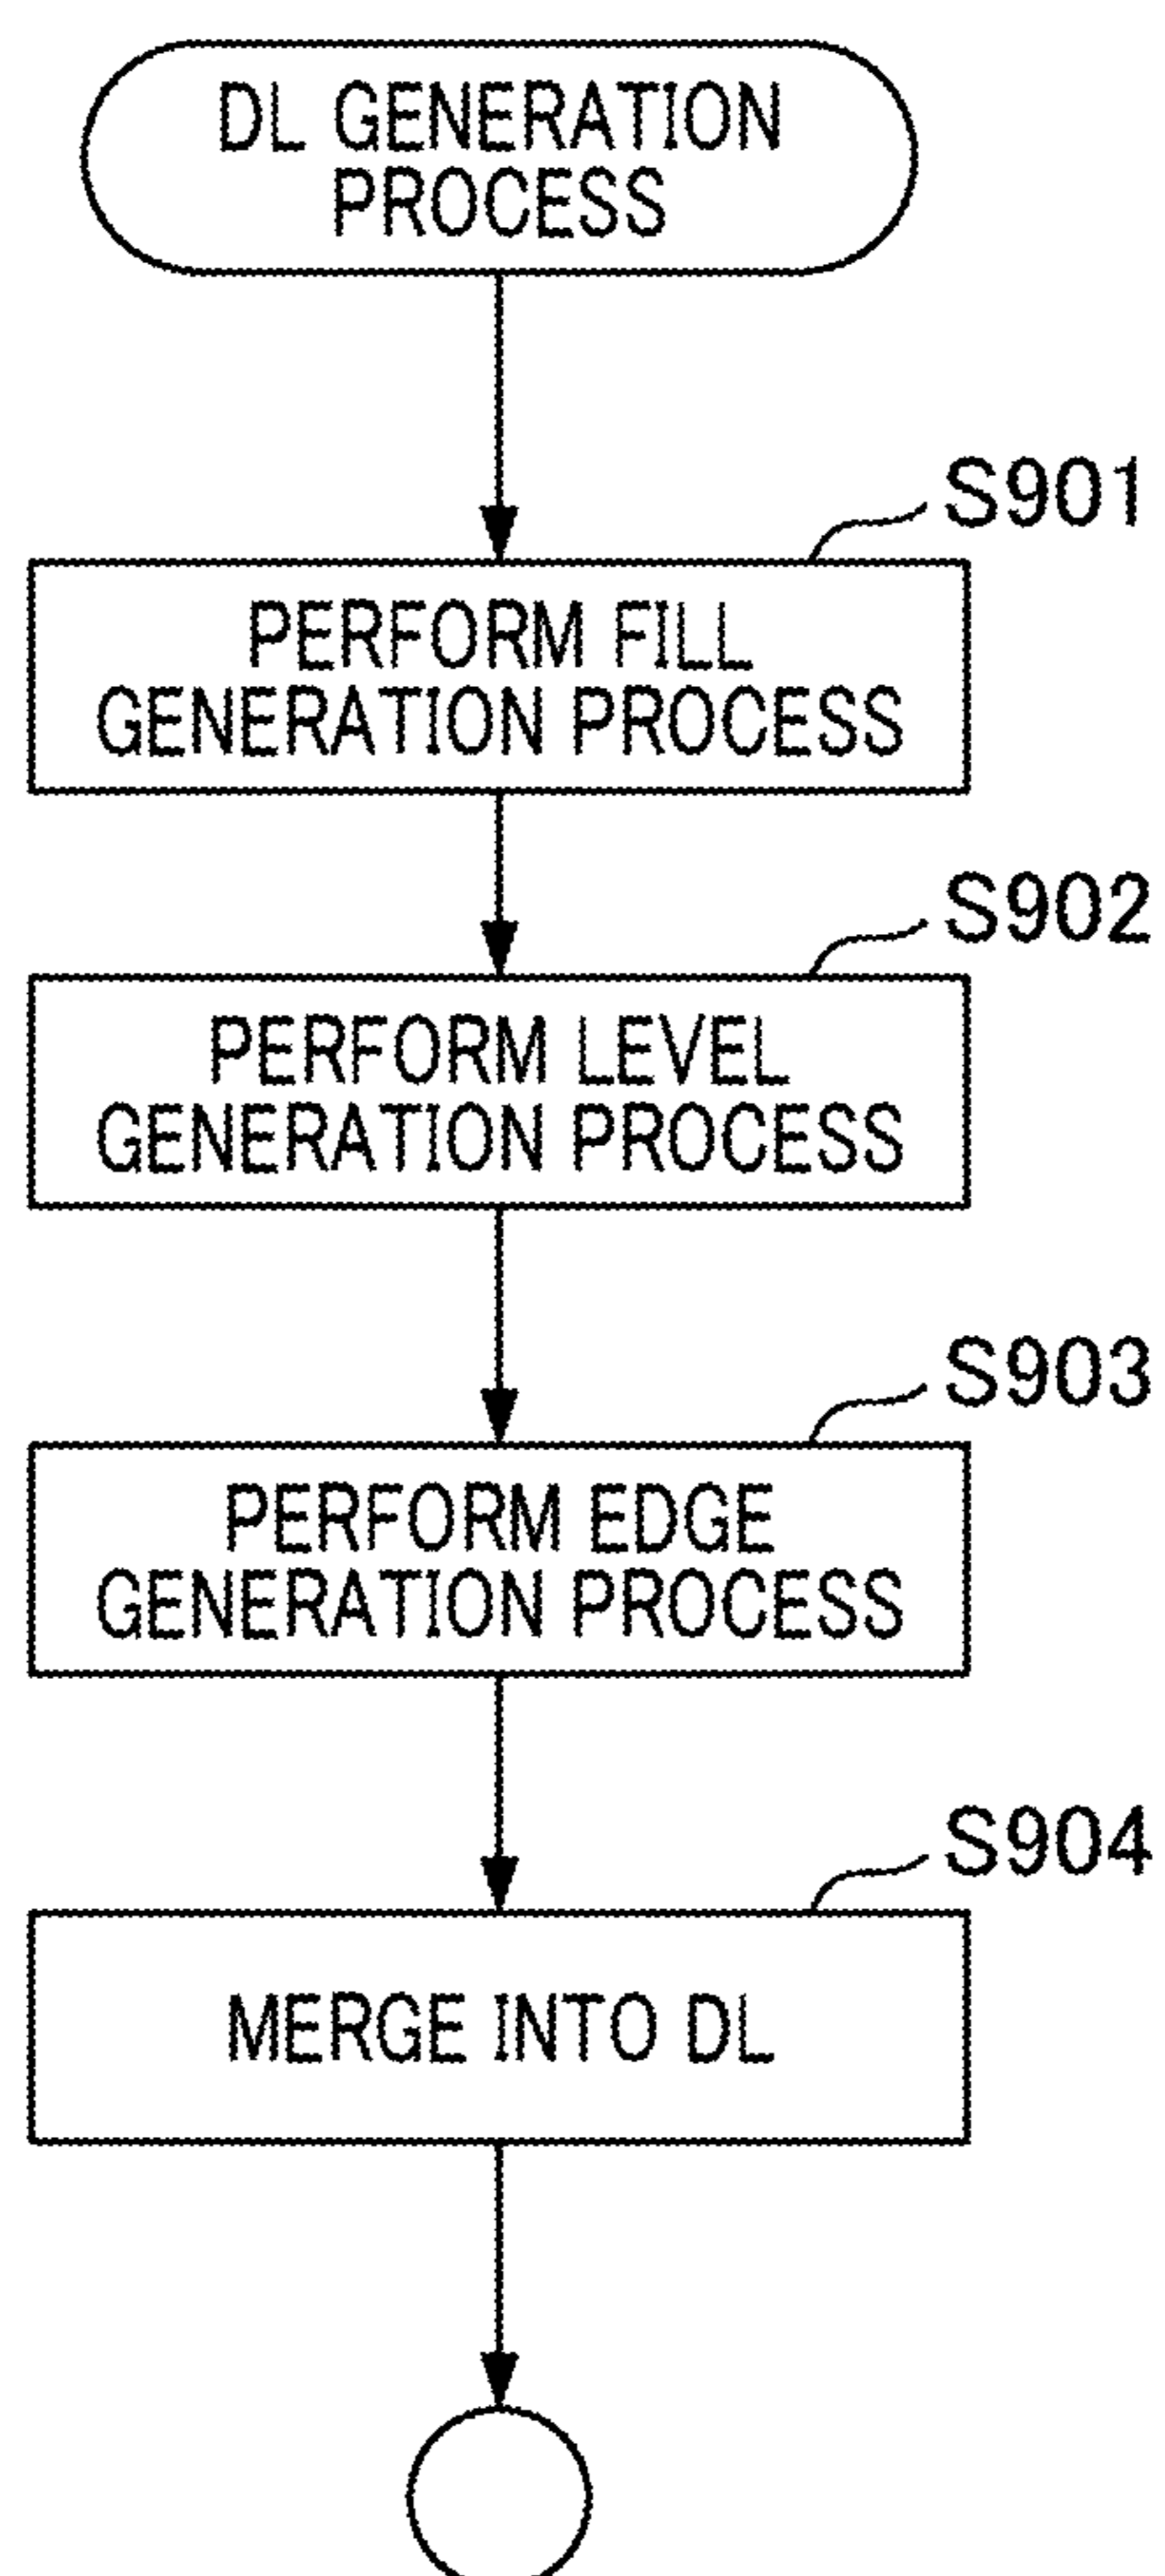 DL GENERATION
PROCESS
S901
PERFORM FILL
GENERATION PROCESS
S902
PERFORM LEVEL
GENERATION PROCESS
S903
PERFORM EDGE
GENERATION PROCESS
S904
MERGE INTO DL